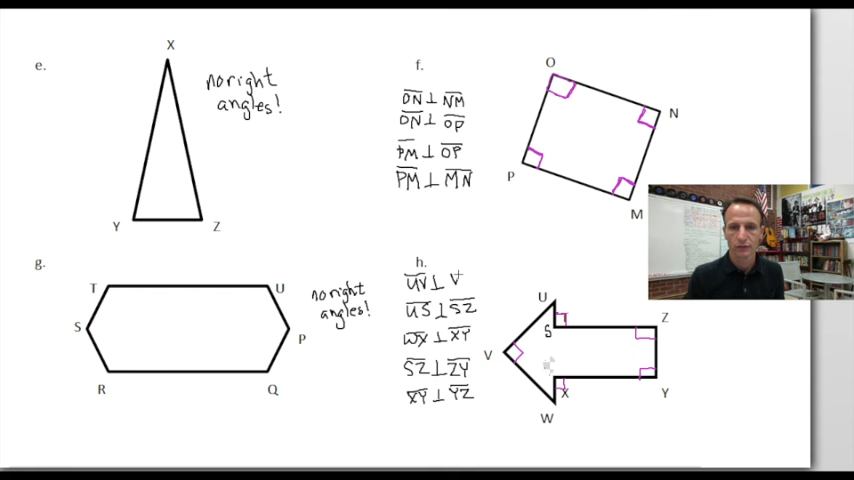 e.
X
no right
angles!
Y
Z
f.
O
N
P
M
ON ⊥ NM
ON ⊥ OP
PM ⊥ OP
PM ⊥ MN
g.
T
U
S
P
R
Q
no right
angles!
h.
UV ⊥ V
US ⊥ SZ
WX ⊥ XY
SZ ⊥ ZY
XY ⊥ YZ
U
T
Z
S
V
X
Y
W